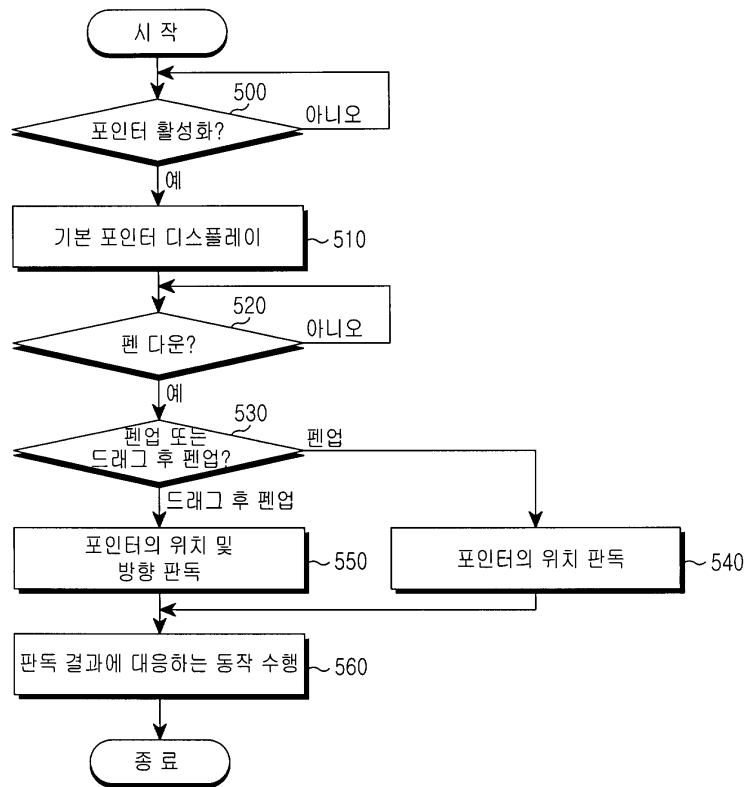 시 작
500
포인터 활성화?
아니오
예
기본 포인터 디스플레이
510
520
펜 다운?
아니오
예
530
펜업 또는
드래그 후 펜업?
펜업
드래그 후 펜업
포인터의 위치 및
방향 판독
550
포인터의 위치 판독
540
판독 결과에 대응하는 동작 수행
560
종 료